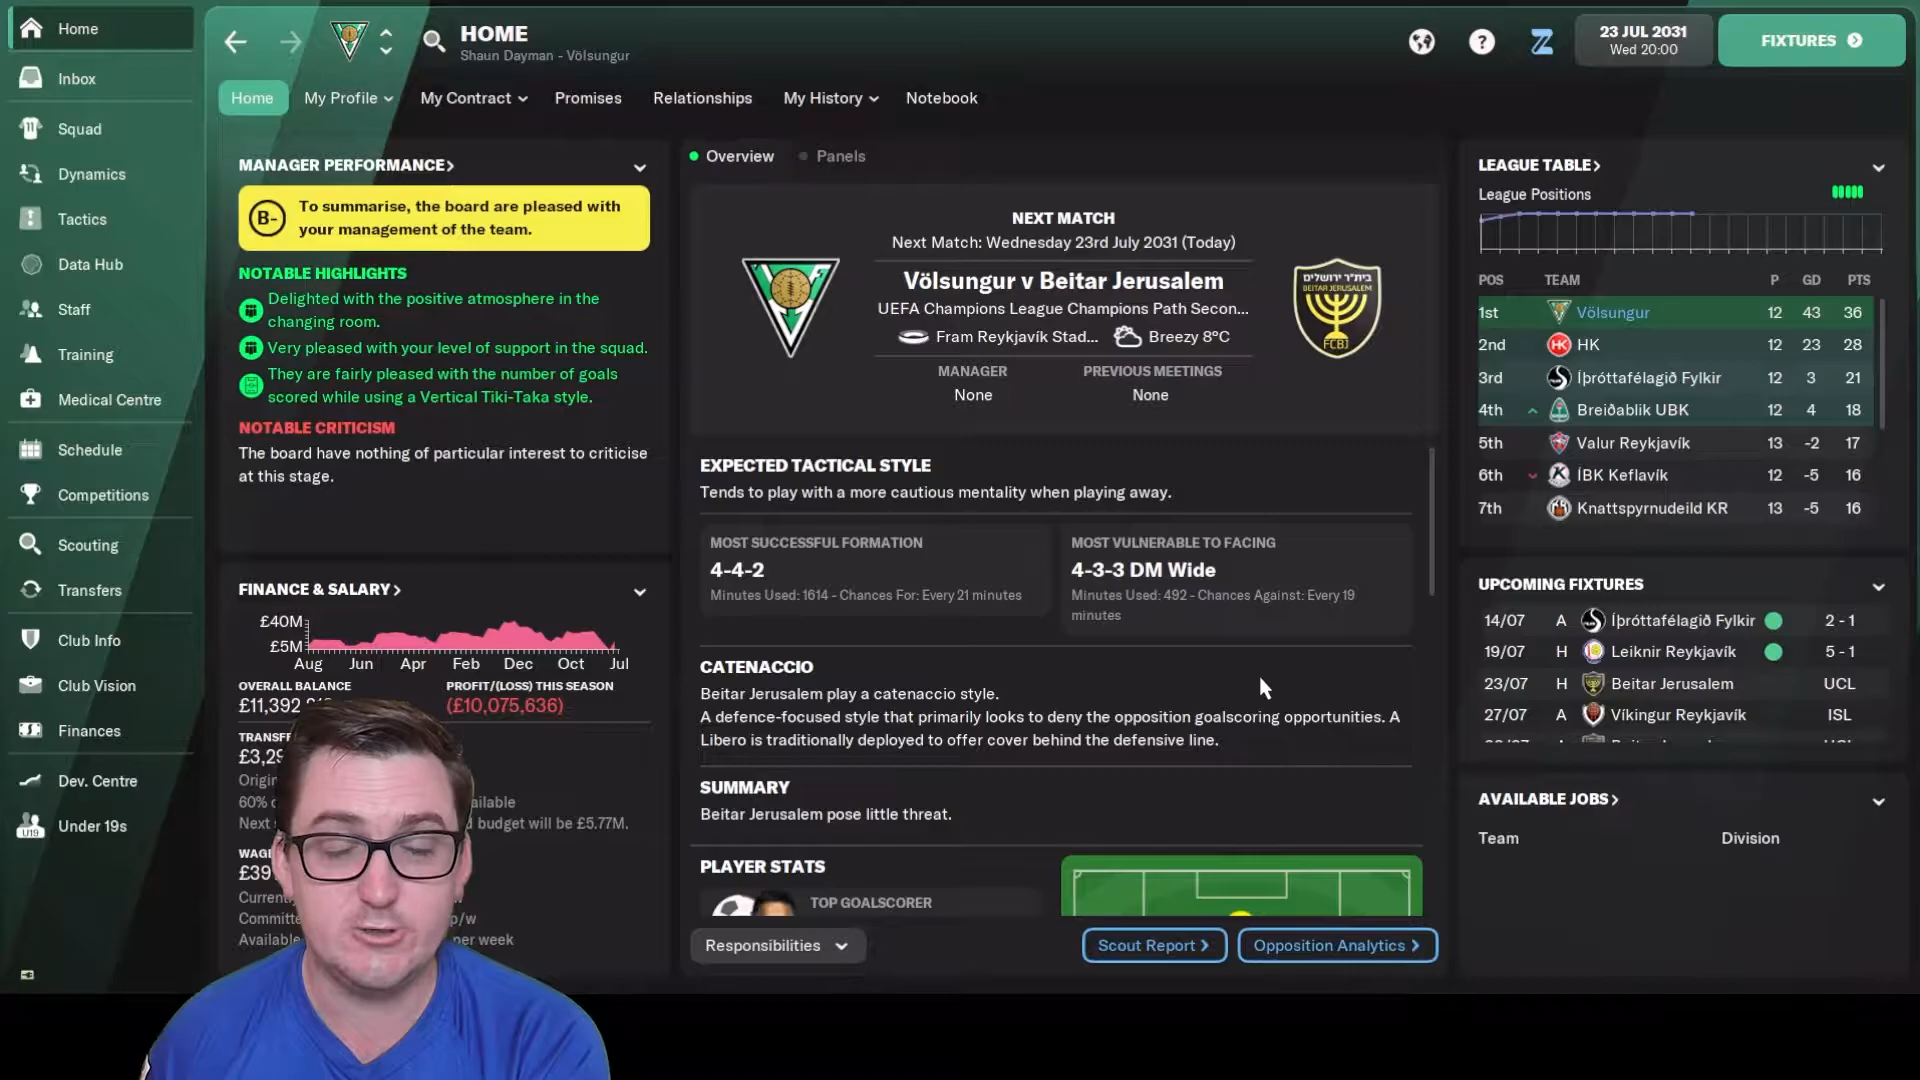 Home
Inbox
Squad
Dynamics
Tactics
Data Hub
Staff
Training
Medical Centre
Schedule
Competitions
Scouting
Transfers
Club Info
Club Vision
Finances
Dev. Centre
U19
Under 19s
HOME
Shaun Dayman - Völsungur
?
23 JUL 2031
Wed 20:00
FIXTURES
Home
My Profile
My Contract
Promises
Relationships
My History
Notebook
MANAGER PERFORMANCE
B-
To summarise, the board are pleased with
your management of the team.
NOTABLE HIGHLIGHTS
Delighted with the positive atmosphere in the
changing room.
Very pleased with your level of support in the squad.
They are fairly pleased with the number of goals
scored while using a Vertical Tiki-Taka style.
NOTABLE CRITICISM
The board have nothing of particular interest to criticise
at this stage.
FINANCE & SALARY
£40M
£5M
Aug Jun Apr Feb Dec Oct Jul
OVERALL BALANCE
£11,392
PROFIT/(LOSS) THIS SEASON
(£10,075,636)
budget will be £5.77M.
Next
p/w
per week
Available
Overview
Panels
NEXT MATCH
Next Match: Wednesday 23rd July 2031 (Today)
Völsungur v Beitar Jerusalem
UEFA Champions League Champions Path Secon...
Fram Reykjavík Stad...
Breezy 8°C
MANAGER
None
PREVIOUS MEETINGS
None
בית"ר ירושלים
BEITAR JERUSALEM
FCBJ
EXPECTED TACTICAL STYLE
Tends to play with a more cautious mentality when playing away.
MOST SUCCESSFUL FORMATION
4-4-2
Minutes Used: 1614 - Chances For: Every 21 minutes
MOST VULNERABLE TO FACING
4-3-3 DM Wide
Minutes Used: 492 - Chances Against: Every 19
minutes
CATENACCIO
Beitar Jerusalem play a catenaccio style.
A defence-focused style that primarily looks to deny the opposition goalscoring opportunities. A
Libero is traditionally deployed to offer cover behind the defensive line.
SUMMARY
Beitar Jerusalem pose little threat.
PLAYER STATS
TOP GOALSCORER
Responsibilities
Scout Report
Opposition Analytics
LEAGUE TABLE
League Positions
POS TEAM P GD PTS
1st Völsungur 12 43 36
2nd HK 12 23 28
3rd Íþróttafélagið Fylkir 12 3 21
4th Breiðablik UBK 12 4 18
5th Valur Reykjavík 13 -2 17
6th ÍBK Keflavík 12 -5 16
7th Knattspyrnudeild KR 13 -5 16
UPCOMING FIXTURES
14/07 A Íþróttafélagið Fylkir 2 - 1
19/07 H Leiknir Reykjavík 5 - 1
23/07 H Beitar Jerusalem UCL
27/07 A Víkingur Reykjavík ISL
AVAILABLE JOBS
Team Division